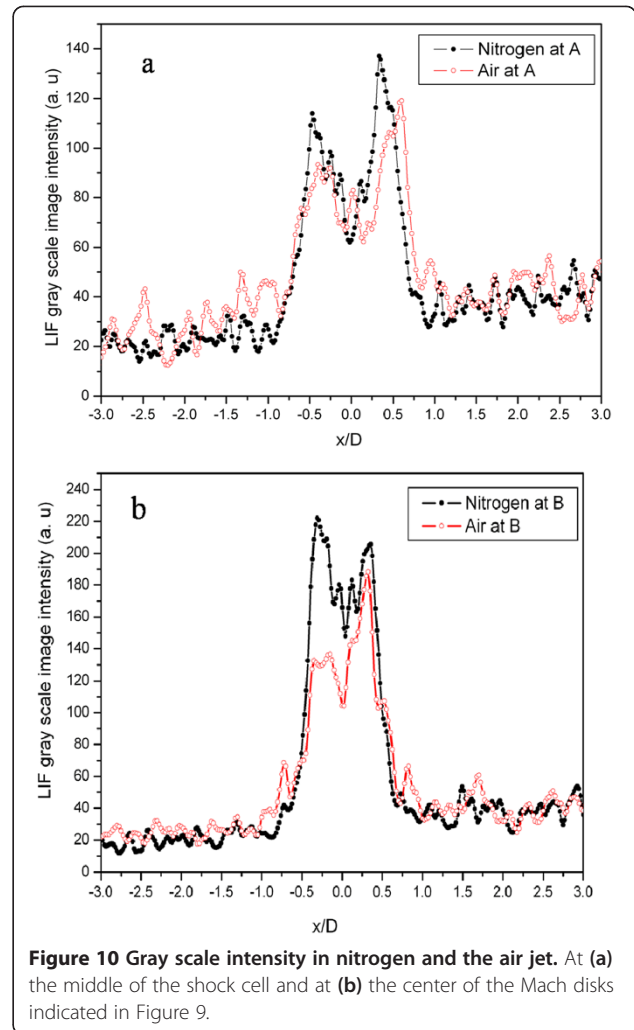 a
Nitrogen at A
Air at A
140
120
100
80
60
40
20
0
LIF gray scale image intensity (a. u)
-3.0 -2.5 -2.0 -1.5 -1.0 -0.5 0.0 0.5 1.0 1.5 2.0 2.5 3.0
x/D
b
Nitrogen at B
Air at B
220
200
180
160
140
120
100
80
60
40
20
0
LIF gray scale image intensity (a. u)
-3.0 -2.5 -2.0 -1.5 -1.0 -0.5 0.0 0.5 1.0 1.5 2.0 2.5 3.0
x/D
Figure 10 Gray scale intensity in nitrogen and the air jet. At (a)
the middle of the shock cell and at (b) the center of the Mach disks
indicated in Figure 9.